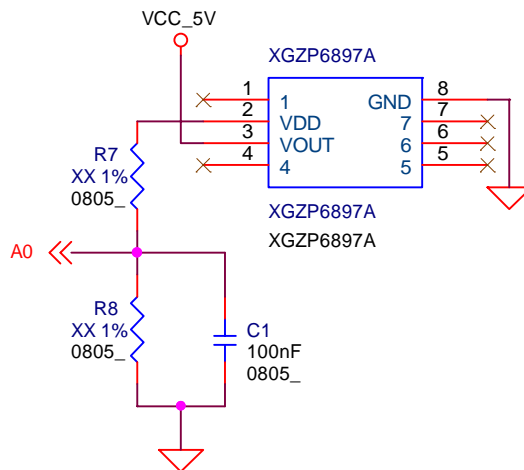 VCC_5V
XGZP6897A
1 1 GND 8
2 VDD 7 7
3 VOUT 6 6
4 4 5 5
R7
XX 1%
0805_
XGZP6897A
XGZP6897A
A0
R8
XX 1%
0805_
C1
100nF
0805_